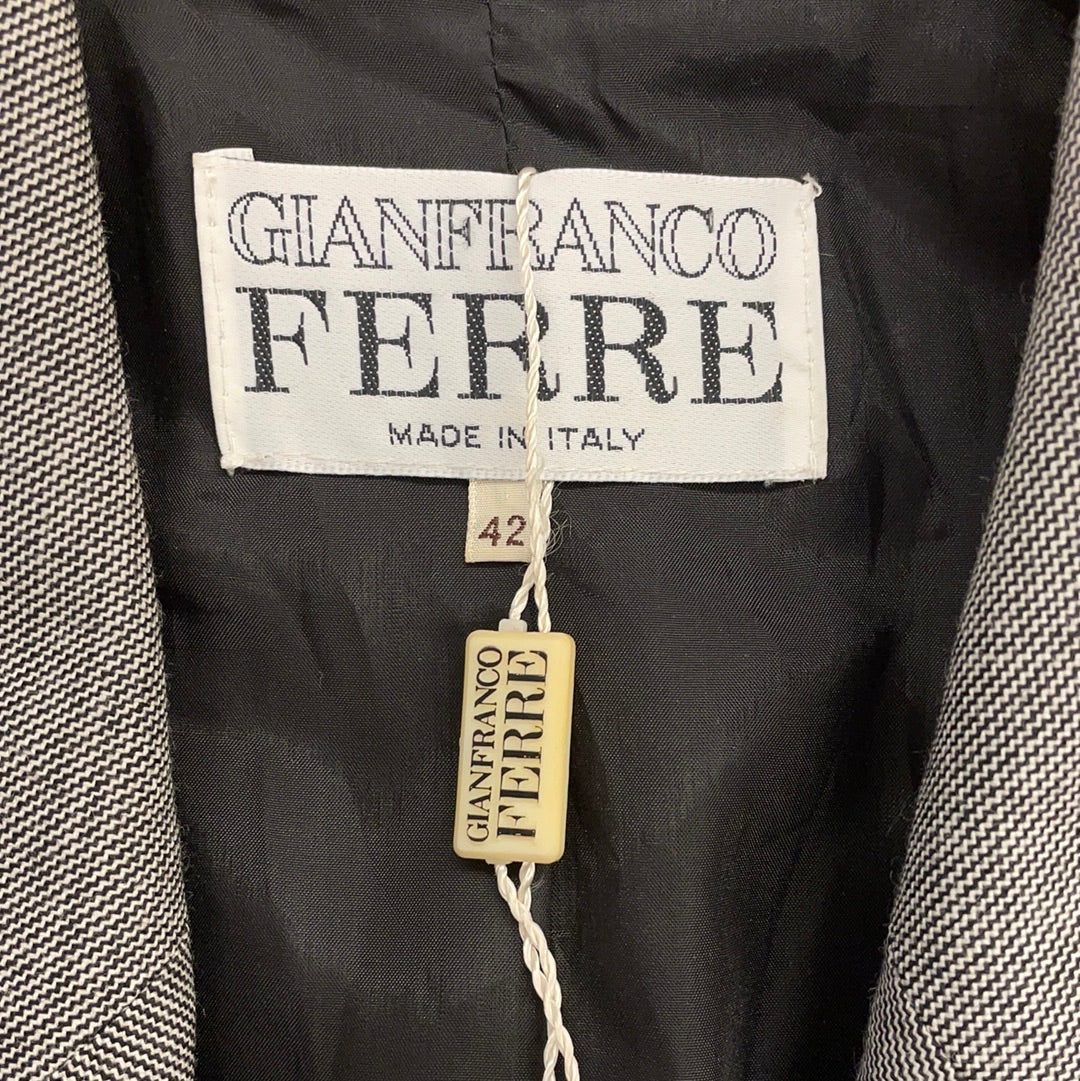 GIANFRANCO
FERRE
MADE IN ITALY
42
GIANFRANCO
FERRE